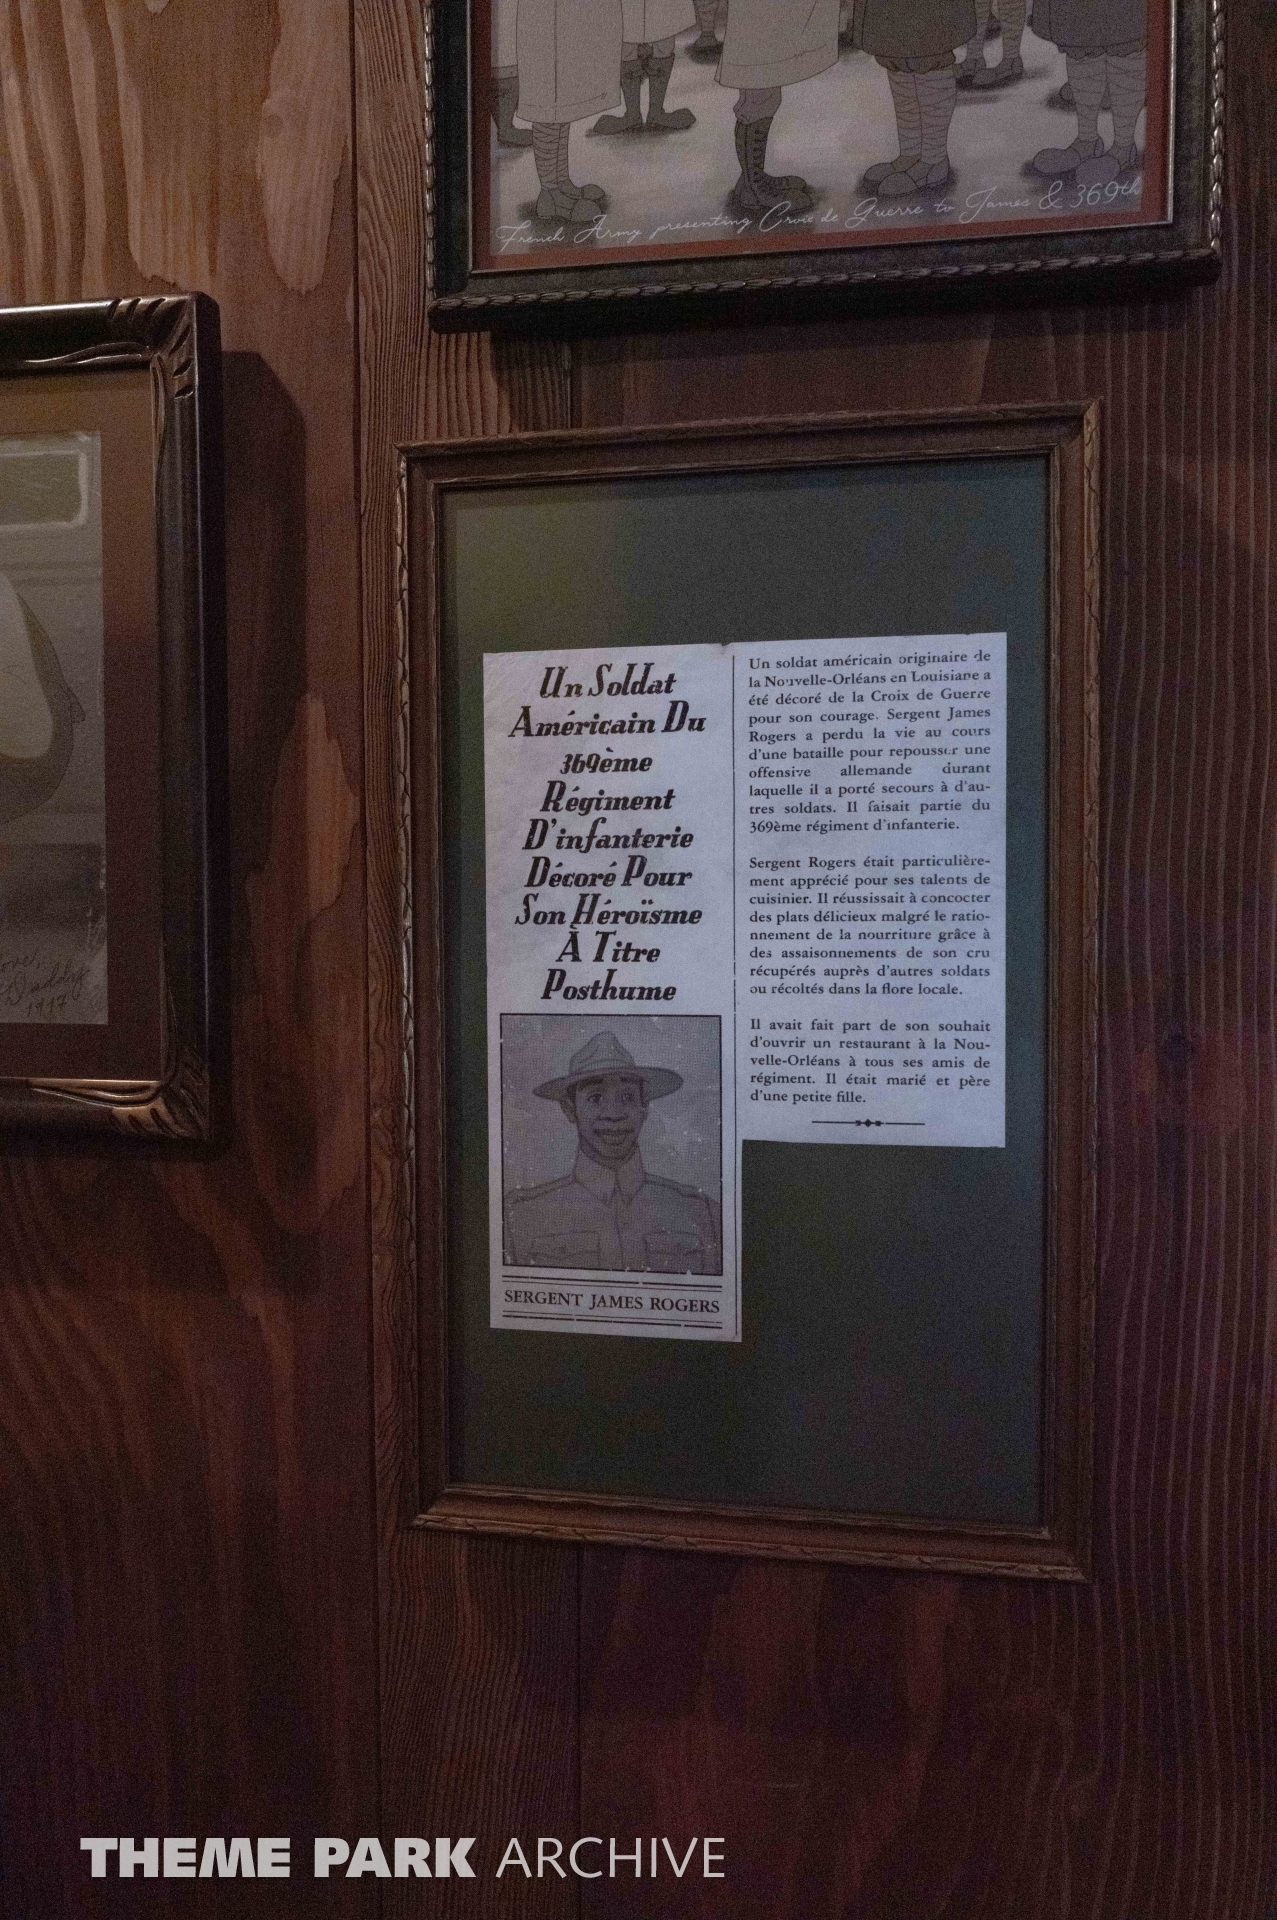 French Army presenting Croix de Guerre to James & 369th
Love,
Daddy
1917
Un Soldat
Américain Du
369ème
Régiment
D'infanterie
Décoré Pour
Son Héroïsme
À Titre
Posthume
SERGENT JAMES ROGERS
Un soldat américain originaire de
la Nouvelle-Orléans en Louisiane a
été décoré de la Croix de Guerre
pour son courage. Sergent James
Rogers a perdu la vie au cours
d'une bataille pour repousser une
offensive allemande durant
laquelle il a porté secours à d'au-
tres soldats. Il faisait partie du
369ème régiment d'infanterie.
Sergent Rogers était particulière-
ment apprécié pour ses talents de
cuisinier. Il réussissait à concocter
des plats délicieux malgré le ratio-
nnement de la nourriture grâce à
des assaisonnements de son cru
récupérés auprès d'autres soldats
ou récoltés dans la flore locale.
Il avait fait part de son souhait
d'ouvrir un restaurant à la Nou-
velle-Orléans à tous ses amis de
régiment. Il était marié et père
d'une petite fille.
THEME PARK ARCHIVE